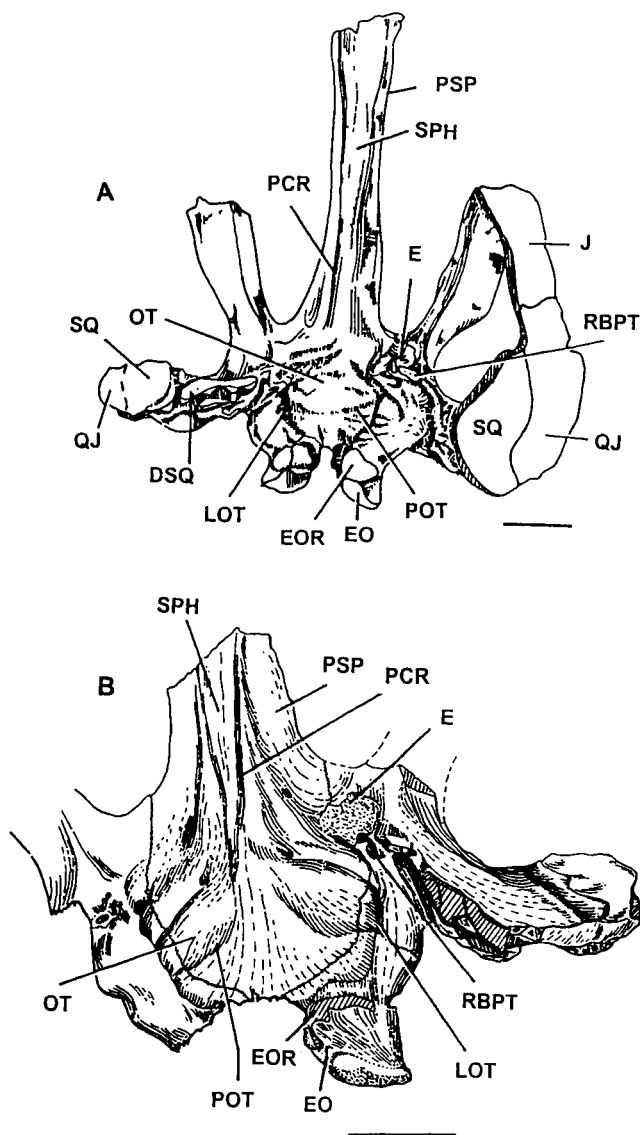 PSP
SPH
A
PCR
E
J
OT
RBPT
SQ
SQ
QJ
QJ
DSQ
LOT
POT
EOR
EO
SPH
B
PSP
PCR
E
OT
RBPT
EOR
LOT
POT
EO